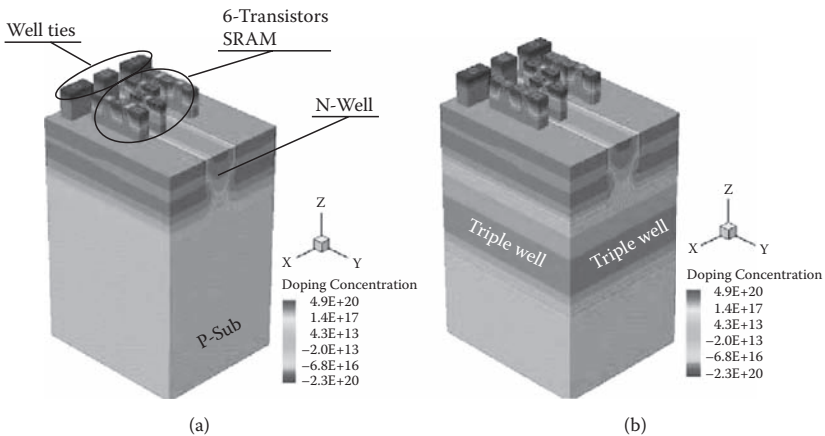 Well ties
6-Transistors
SRAM
N-Well
P-Sub
Z
X
Y
Doping Concentration
4.9E+20
1.4E+17
4.3E+13
−2.0E+13
−6.8E+16
−2.3E+20
(a)
Triple well
Triple well
Z
X
Y
Doping Concentration
4.9E+20
1.4E+17
4.3E+13
−2.0E+13
−6.8E+16
−2.3E+20
(b)